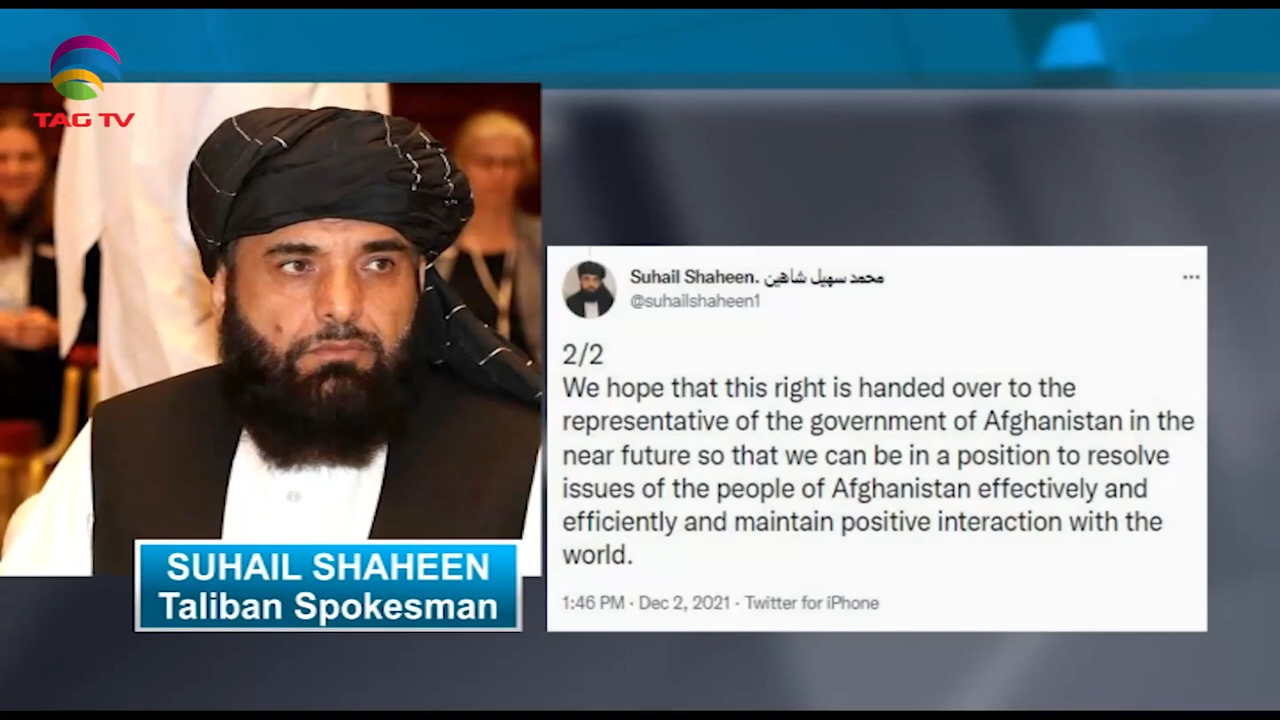 TAG TV
SUHAIL SHAHEEN
Taliban Spokesman
Suhail Shaheen. محمد سهیل شاهین
@suhailshaheen1
2/2
We hope that this right is handed over to the
representative of the government of Afghanistan in the
near future so that we can be in a position to resolve
issues of the people of Afghanistan effectively and
efficiently and maintain positive interaction with the
world.
1:46 PM · Dec 2, 2021 · Twitter for iPhone